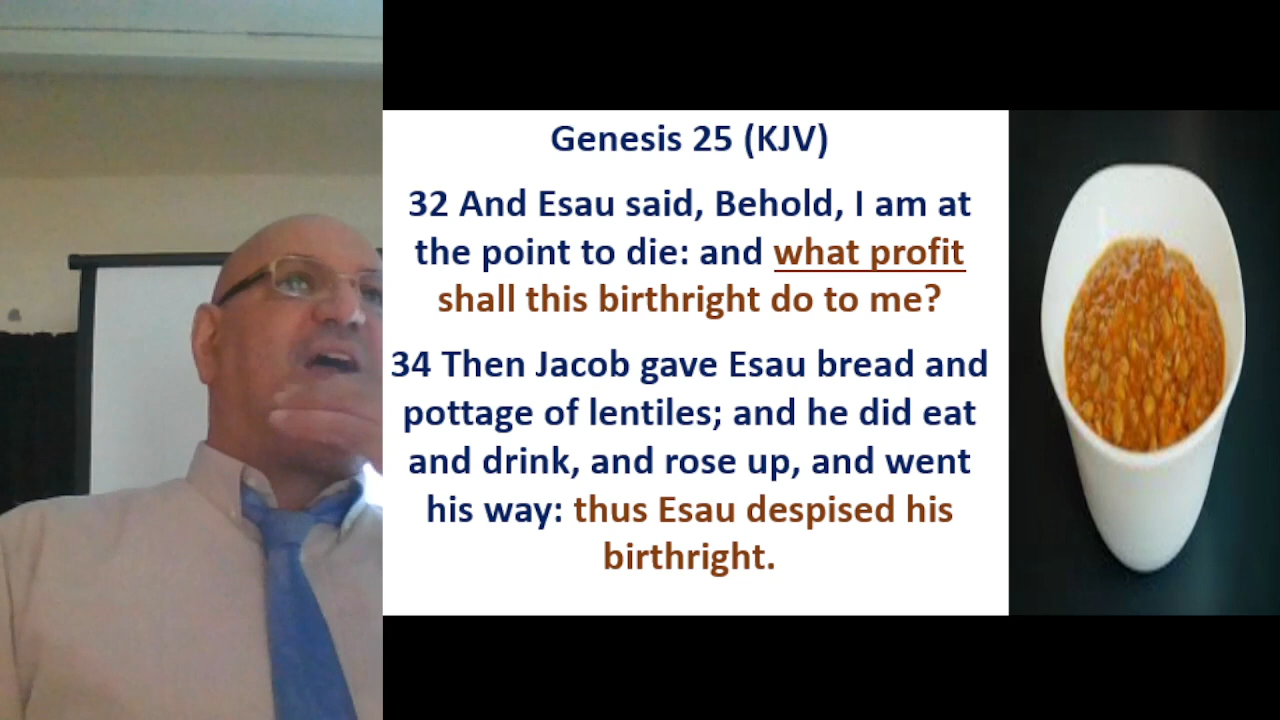 Genesis 25 (KJV)
32 And Esau said, Behold, I am at
the point to die: and what profit
shall this birthright do to me?
34 Then Jacob gave Esau bread and
pottage of lentiles; and he did eat
and drink, and rose up, and went
his way: thus Esau despised his
birthright.